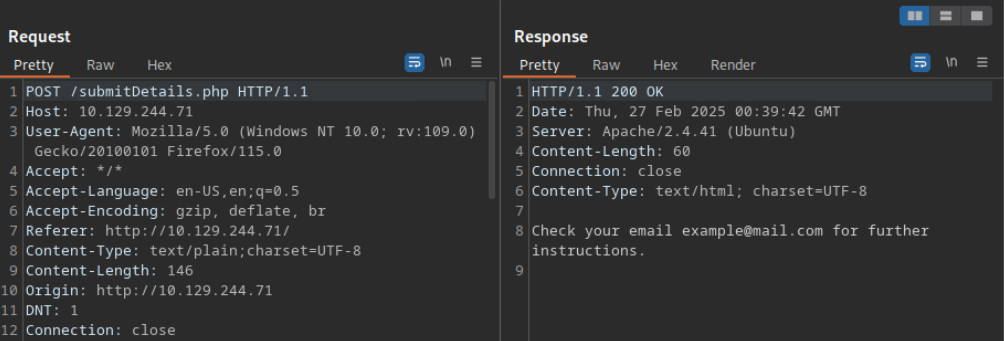 Request
Pretty Raw Hex \n
1 POST /submitDetails.php HTTP/1.1
2 Host: 10.129.244.71
3 User-Agent: Mozilla/5.0 (Windows NT 10.0; rv:109.0)
Gecko/20100101 Firefox/115.0
4 Accept: */*
5 Accept-Language: en-US,en;q=0.5
6 Accept-Encoding: gzip, deflate, br
7 Referer: http://10.129.244.71/
8 Content-Type: text/plain;charset=UTF-8
9 Content-Length: 146
10 Origin: http://10.129.244.71
11 DNT: 1
12 Connection: close
Response
Pretty Raw Hex Render \n
1 HTTP/1.1 200 OK
2 Date: Thu, 27 Feb 2025 00:39:42 GMT
3 Server: Apache/2.4.41 (Ubuntu)
4 Content-Length: 60
5 Connection: close
6 Content-Type: text/html; charset=UTF-8
7
8 Check your email example@mail.com for further
instructions.
9